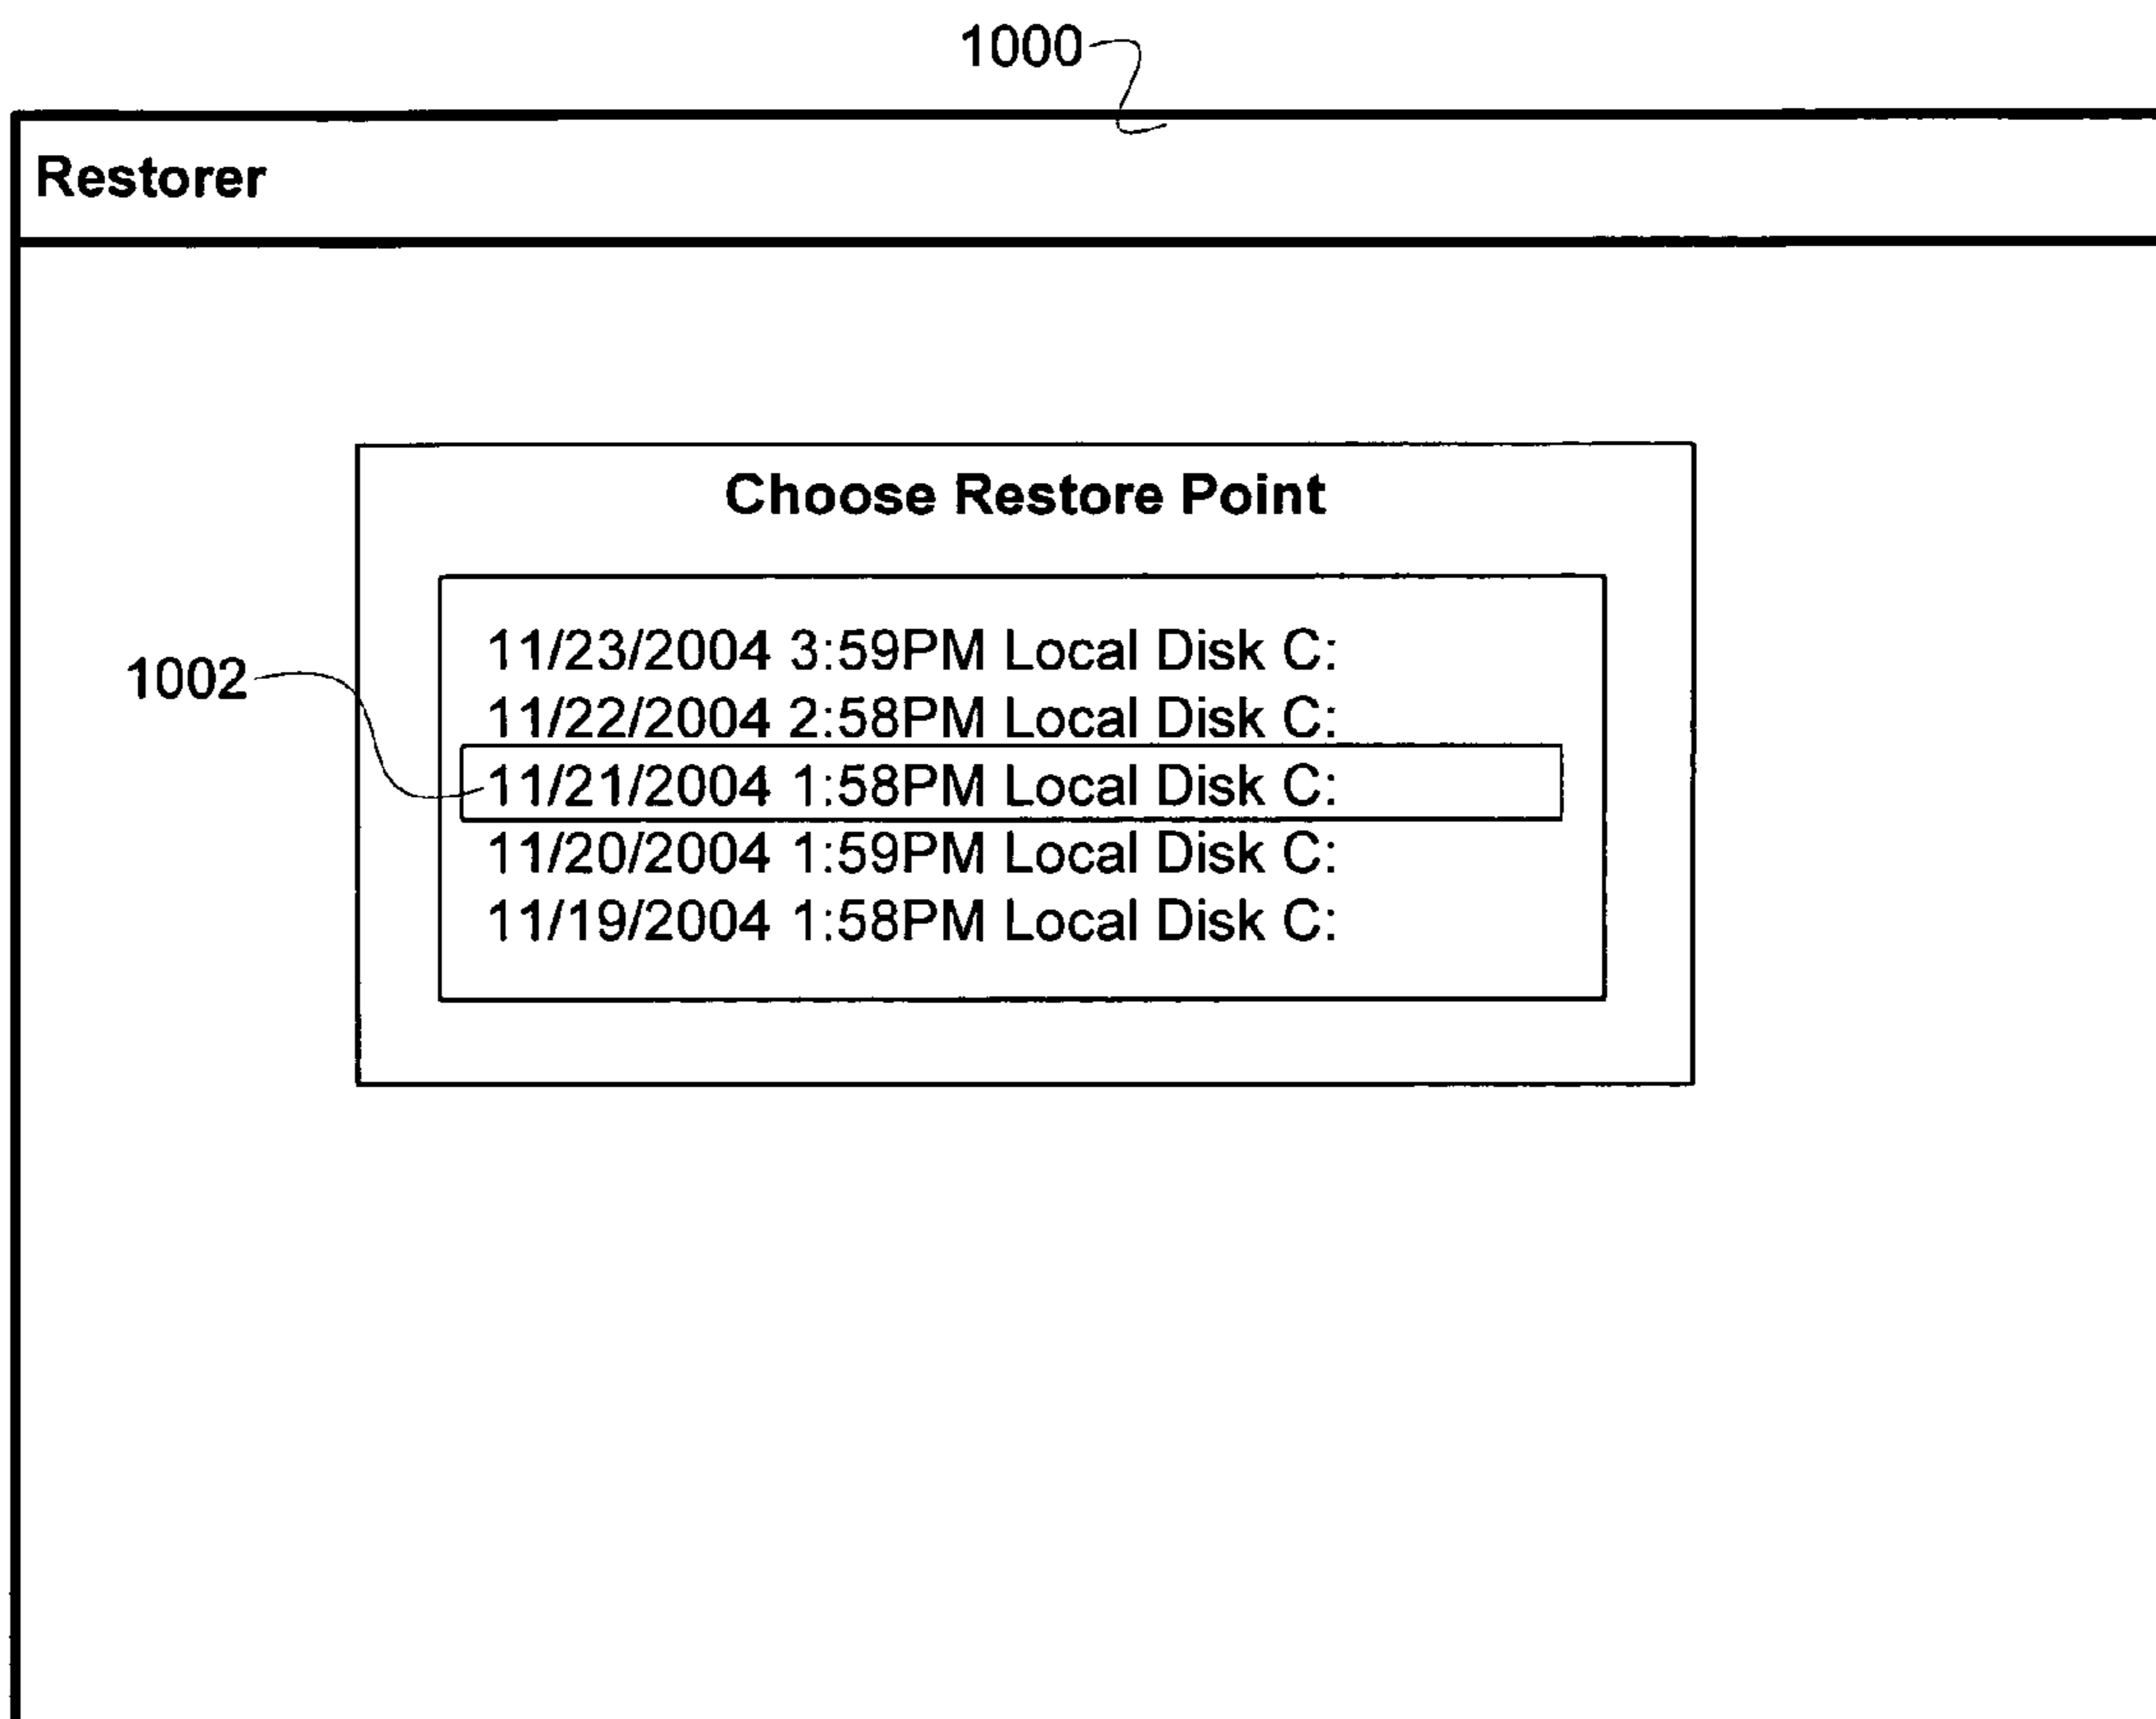 1000
Restorer
Choose Restore Point
11/23/2004 3:59PM Local Disk C:
1002
11/22/2004 2:58PM Local Disk C:
11/21/2004 1:58PM Local Disk C:
11/20/2004 1:59PM Local Disk C:
11/19/2004 1:58PM Local Disk C: